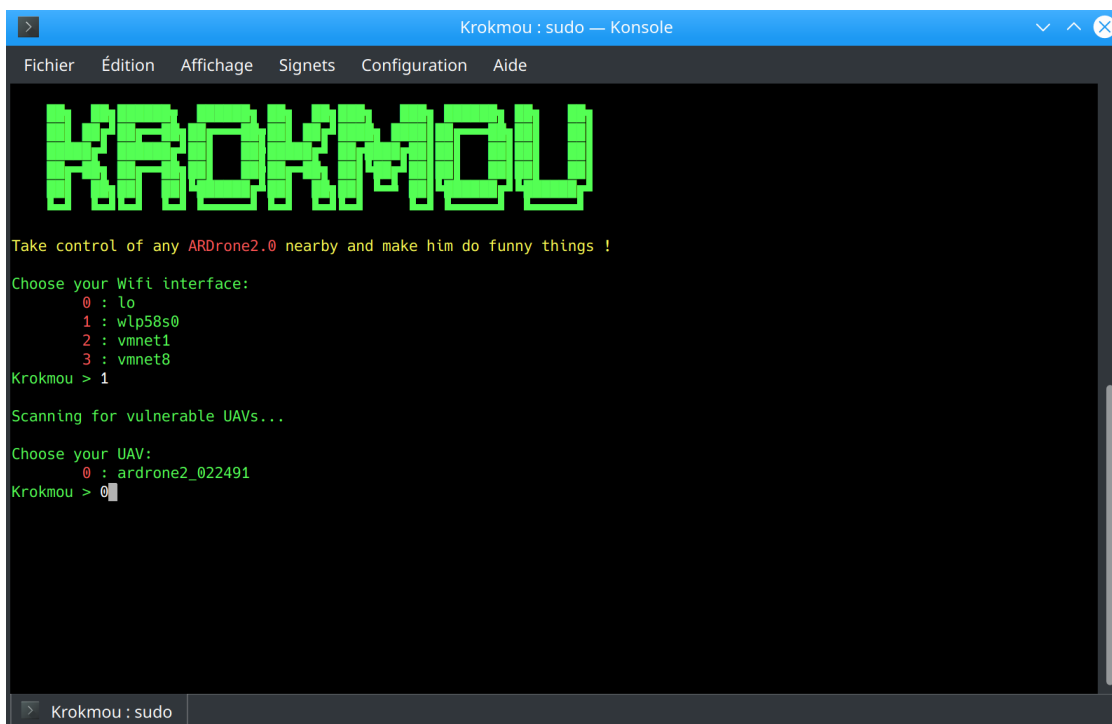 Krokmou : sudo — Konsole
Fichier Édition Affichage Signets Configuration Aide
KROKMOU
Take control of any ARDrone2.0 nearby and make him do funny things !
Choose your Wifi interface:
0 : lo
1 : wlp58s0
2 : vmnet1
3 : vmnet8
Krokmou > 1
Scanning for vulnerable UAVs...
Choose your UAV:
0 : ardrone2_022491
Krokmou > 0
Krokmou : sudo